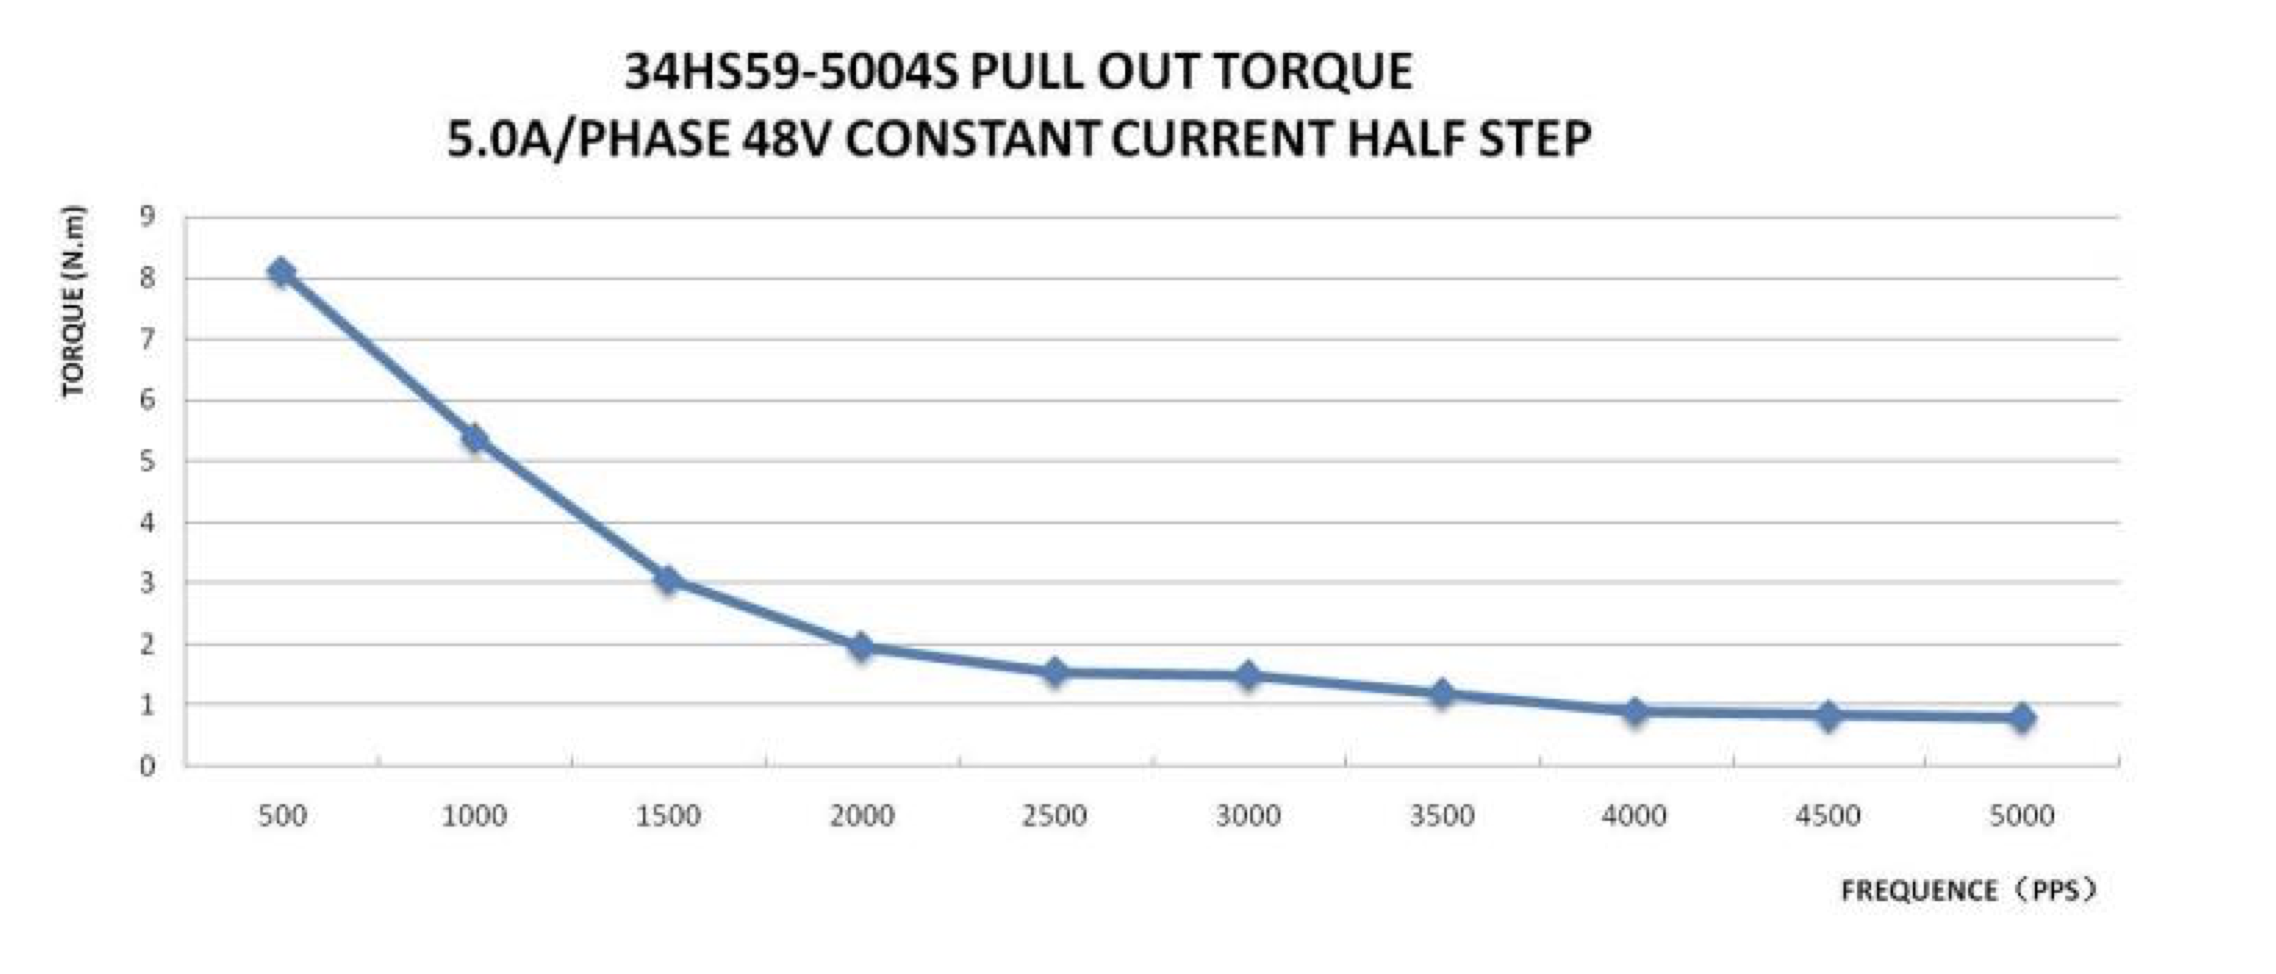 34HS59-5004S PULL OUT TORQUE
5.0A/PHASE 48V CONSTANT CURRENT HALF STEP
TORQUE (N.m)
9
8
7
6
5
4
3
2
1
0
500 1000 1500 2000 2500 3000 3500 4000 4500 5000
FREQUENCE（PPS）